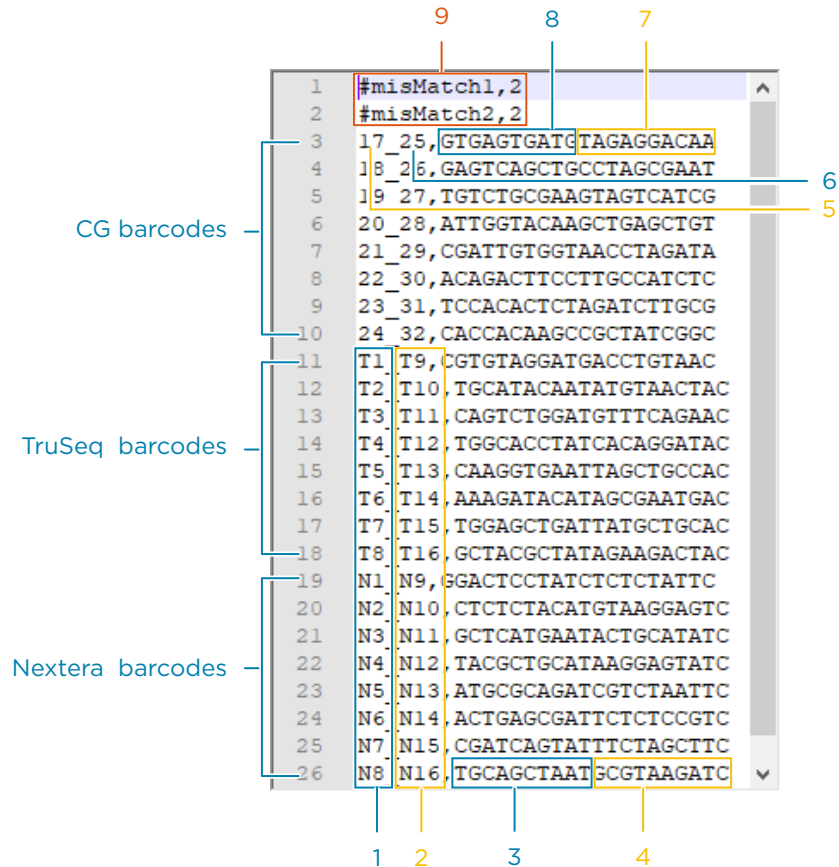 9 8 7
1 #misMatch1,2
2 #misMatch2,2
3 17_25,GTGAGTGATGTAGAGGACAA
4 18_26,GAGTCAGCTGCCTAGCGAAT
6
5 19_27,TGTCTGCGAAGTAGTCATCG
5
6 20_28,ATTGGTACAAGCTGAGCTGT
CG barcodes
7 21_29,CGATTGTGGTAACCTAGATA
8 22_30,ACAGACTTCCTTGCCATCTC
9 23_31,TCCACACTCTAGATCTTGCG
10 24_32,CACCACAAGCCGCTATCGGC
11 T1_T9,CGTGTAGGATGACCTGTAAC
12 T2_T10,TGCATACAATATGTAACTAC
13 T3_T11,CAGTCTGGATGTTTCAGAAC
14 T4_T12,TGGCACCTATCACAGGATAC
TruSeq barcodes
15 T5_T13,CAAGGTGAATTAGCTGCCAC
16 T6_T14,AAAGATACATAGCGAATGAC
17 T7_T15,TGGAGCTGATTATGCTGCAC
18 T8_T16,GCTACGCTATAGAAGACTAC
19 N1_N9,GGACTCCTATCTCTCTATTC
20 N2_N10,CTCTCTACATGTAAGGAGTC
21 N3_N11,GCTCATGAATACTGCATATC
22 N4_N12,TACGCTGCATAAGGAGTATC
Nextera barcodes
23 N5_N13,ATGCGCAGATCGTCTAATTC
24 N6_N14,ACTGAGCGATTCTCTCCGTC
25 N7_N15,CGATCAGTATTTCTAGCTTC
26 N8_N16,TGCAGCTAATGCGTAAGATC
1 2 3 4